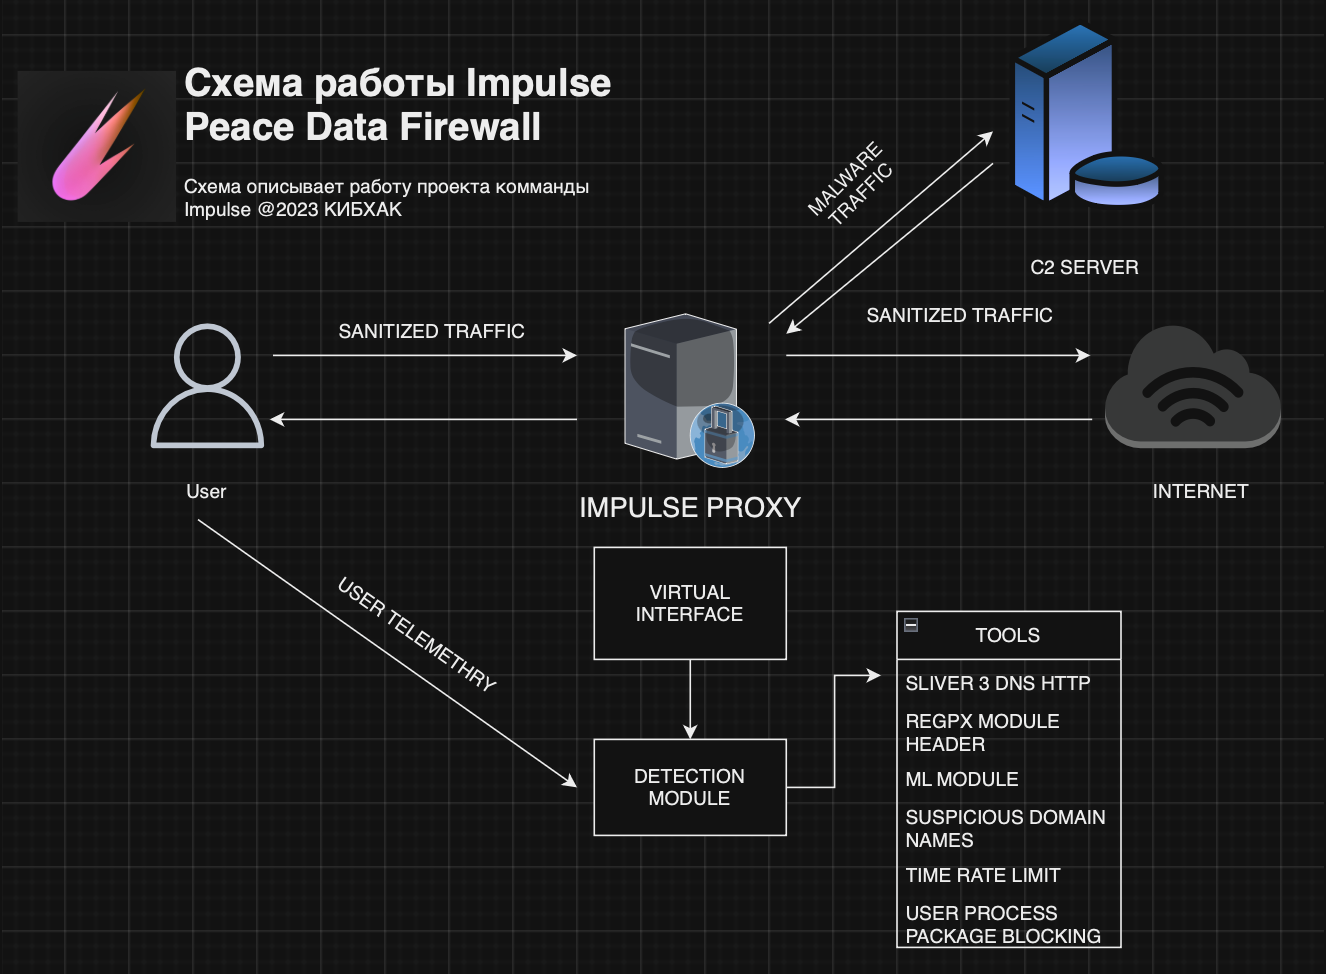 Схема работы Impulse
Peace Data Firewall
Схема описывает работу проекта комманды
Impulse @2023 КИБХАК
MALWARE
TRAFFIC
C2 SERVER
SANITIZED TRAFFIC
SANITIZED TRAFFIC
User
IMPULSE PROXY
INTERNET
USER TELEMETHRY
VIRTUAL
INTERFACE
DETECTION
MODULE
TOOLS
SLIVER 3 DNS HTTP
REGPX MODULE
HEADER
ML MODULE
SUSPICIOUS DOMAIN
NAMES
TIME RATE LIMIT
USER PROCESS
PACKAGE BLOCKING